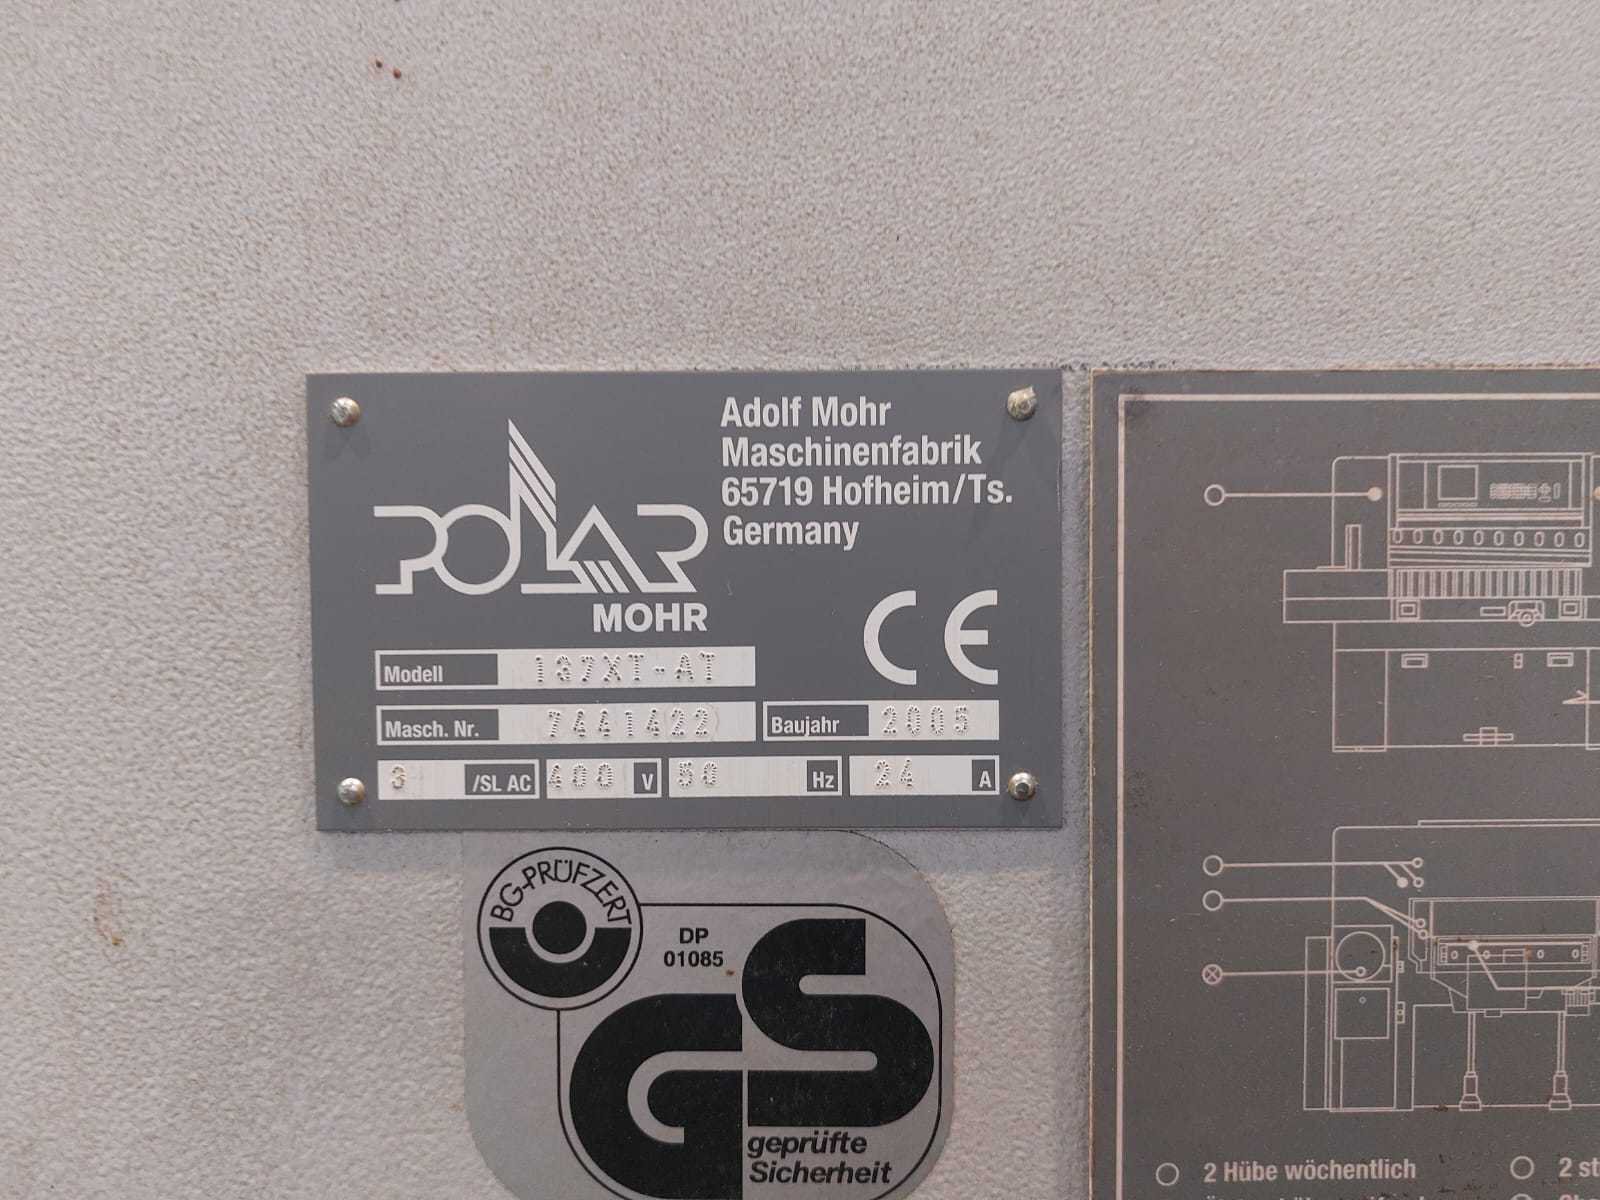 POLAR
MOHR
Adolf Mohr
Maschinenfabrik
65719 Hofheim/Ts.
Germany
CE
Modell 137XT-AT
Masch. Nr. 7441422 Baujahr 2005
3 /SL AC 400 V 50 Hz 24 A
BG-PRÜFZERT
DP
01085
GS
geprüfte
Sicherheit
2 Hübe wöchentlich
2